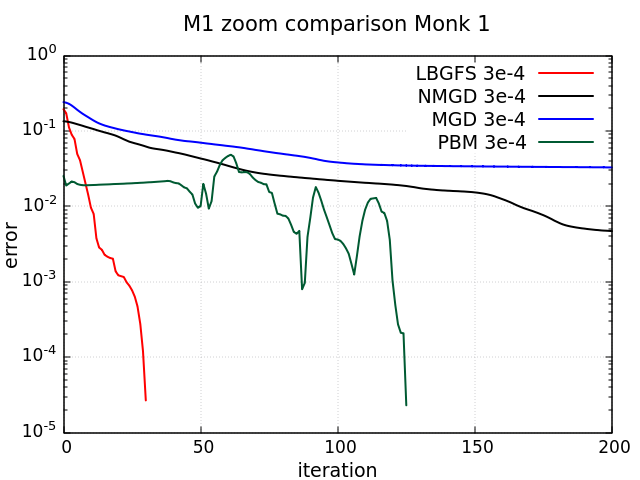 M1 zoom comparison Monk 1
LBGFS 3e-4
NMGD 3e-4
MGD 3e-4
PBM 3e-4
error
10^0
10^-1
10^-2
10^-3
10^-4
10^-5
0 50 100 150 200
iteration